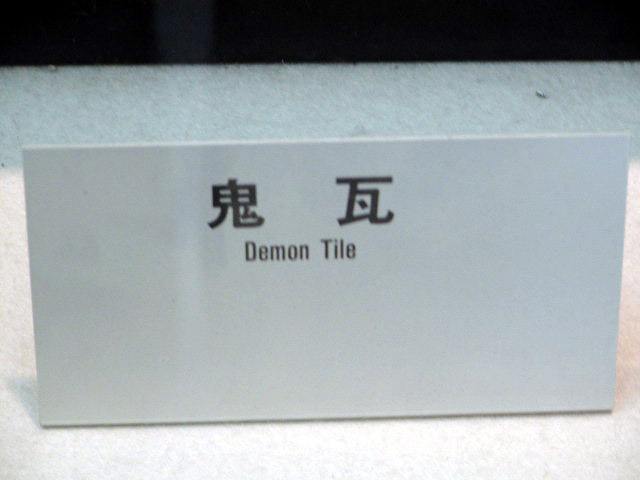 鬼 瓦
Demon Tile